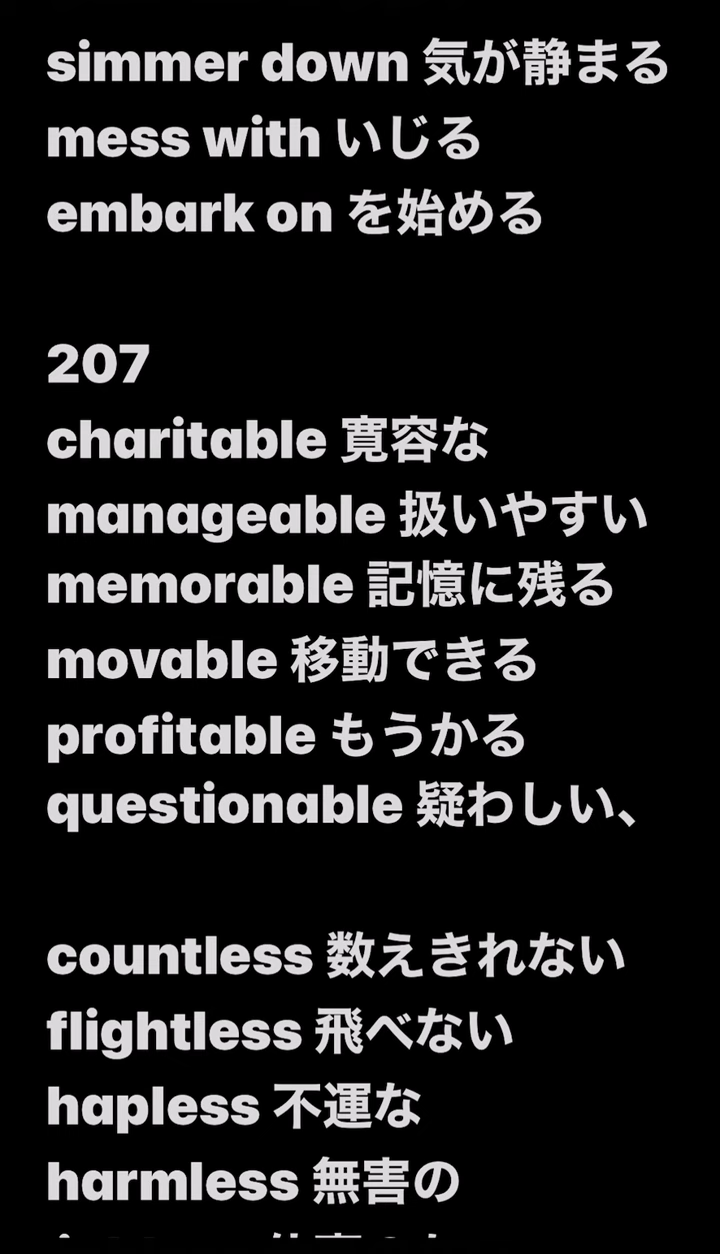 simmer down 気が静まる
mess with いじる
embark on を始める
207
charitable 寛容な
manageable 扱いやすい
memorable 記憶に残る
movable 移動できる
profitable もうかる
questionable 疑わしい、
countless 数えきれない
flightless 飛べない
hapless 不運な
harmless 無害の